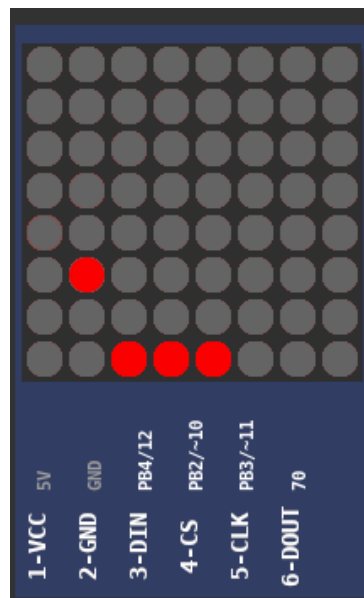 1-VCC 5V
2-GND GND
3-DIN PB4/12
4-CS PB2/~10
5-CLK PB3/~11
6-DOUT 70